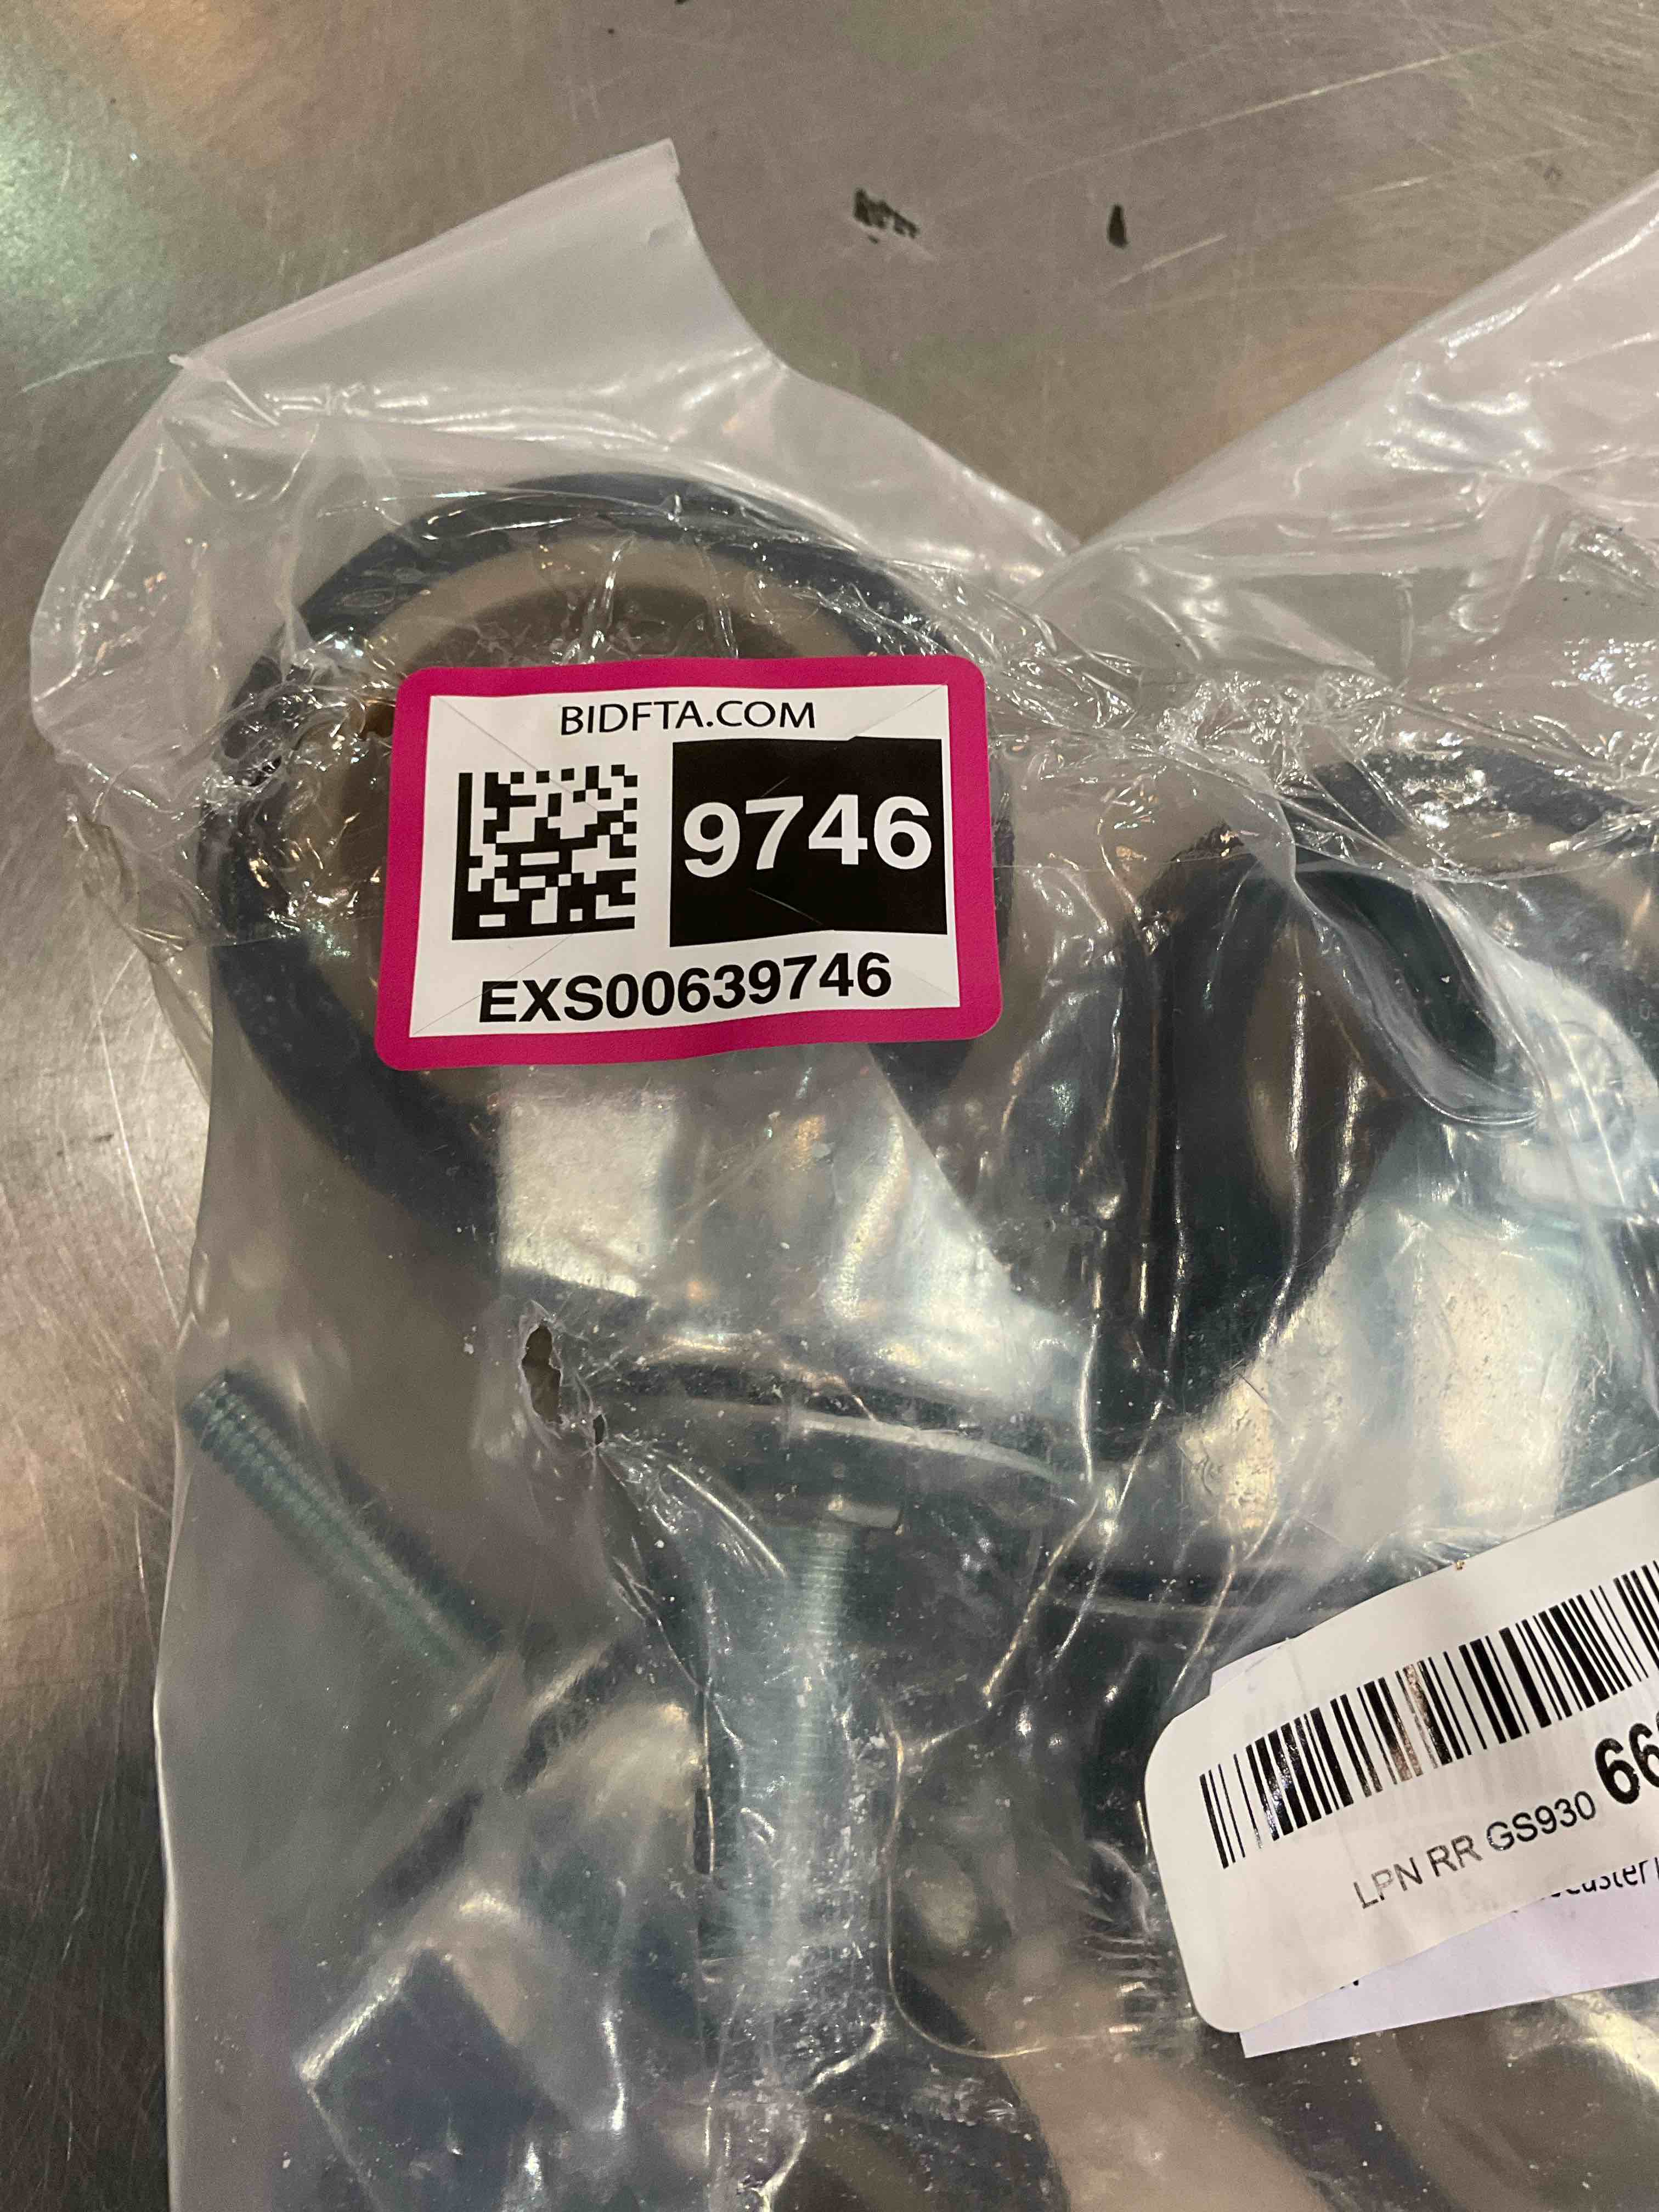 BIDFTA.COM
9746
EXS00639746
LPN RR GS930